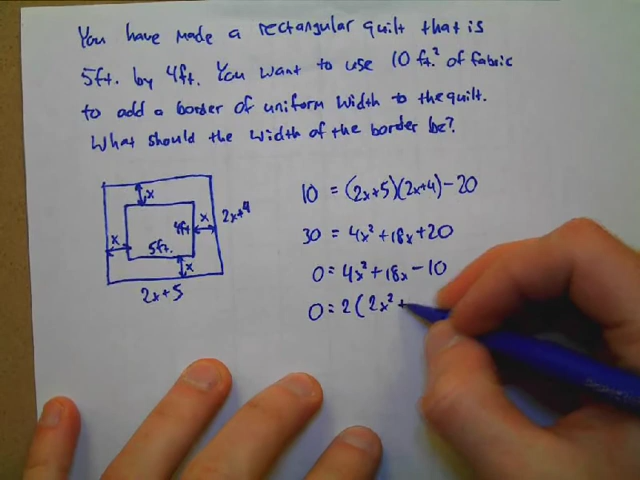 You have made a rectangular quilt that is
5ft. by 4ft. You want to use 10 ft.² of fabric
to add a border of uniform width to the quilt.
What should the width of the border be?
10 = (2x+5)(2x+4)-20
30 = 4x²+18x+20
0 = 4x²+18x-10
0 = 2(2x²+
x
4ft
x
2x+4
x
5ft.
x
2x+5